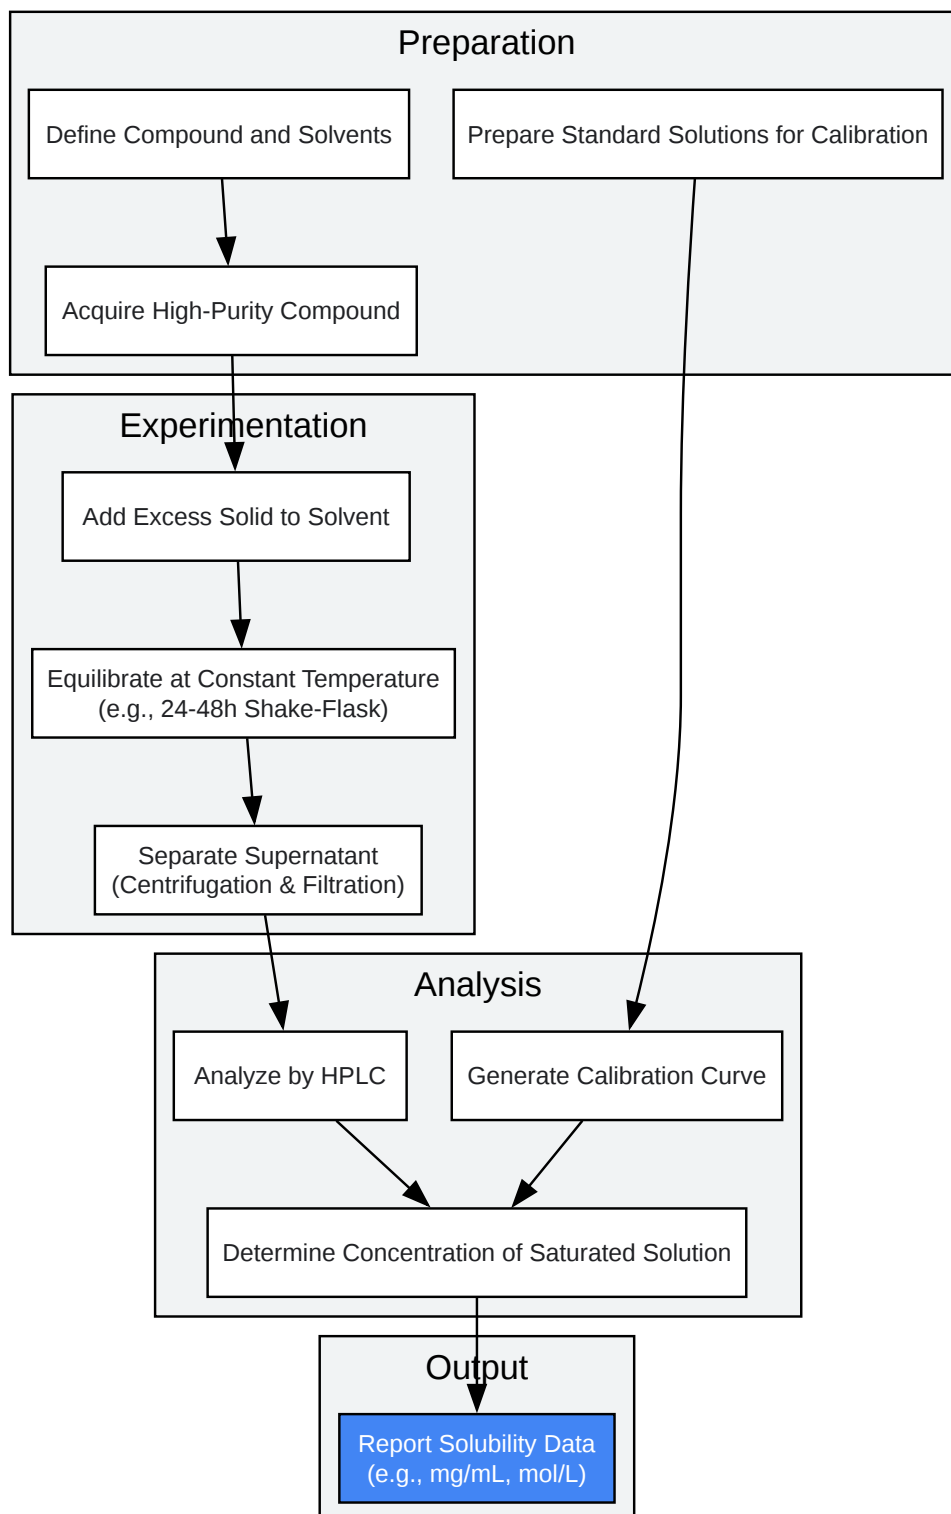 Preparation
Define Compound and Solvents
Prepare Standard Solutions for Calibration
Acquire High-Purity Compound
Experimentation
Add Excess Solid to Solvent
Equilibrate at Constant Temperature
(e.g., 24-48h Shake-Flask)
Separate Supernatant
(Centrifugation & Filtration)
Analysis
Analyze by HPLC
Generate Calibration Curve
Determine Concentration of Saturated Solution
Output
Report Solubility Data
(e.g., mg/mL, mol/L)